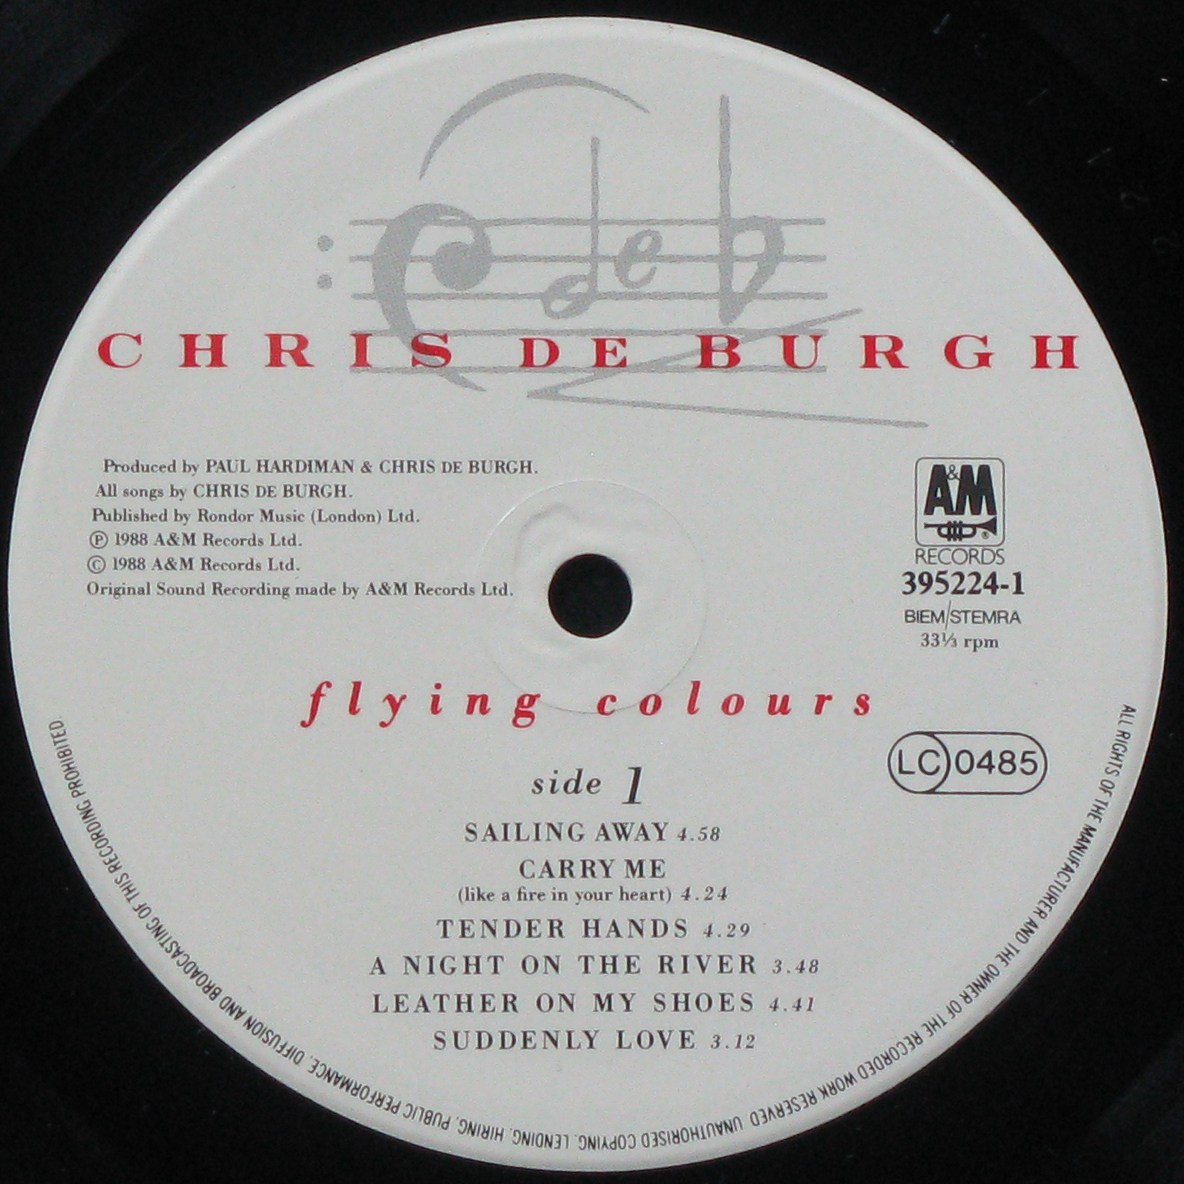 C deb
CHRIS DE BURGH
Produced by PAUL HARDIMAN & CHRIS DE BURGH.
All songs by CHRIS DE BURGH.
Published by Rondor Music (London) Ltd.
Ⓟ 1988 A&M Records Ltd.
© 1988 A&M Records Ltd.
Original Sound Recording made by A&M Records Ltd.
A&M
®
RECORDS
395224-1
BIEM/STEMRA
33⅓ rpm
flying colours
LC 0485
side 1
SAILING AWAY 4.58
CARRY ME
(like a fire in your heart) 4.24
TENDER HANDS 4.29
A NIGHT ON THE RIVER 3.48
LEATHER ON MY SHOES 4.41
SUDDENLY LOVE 3.12
ALL RIGHTS OF THE MANUFACTURER AND THE OWNER OF THE RECORDED WORK RESERVED. UNAUTHORISED COPYING, LENDING, HIRING, PUBLIC PERFORMANCE, DIFFUSION AND BROADCASTING OF THIS RECORDING PROHIBITED.